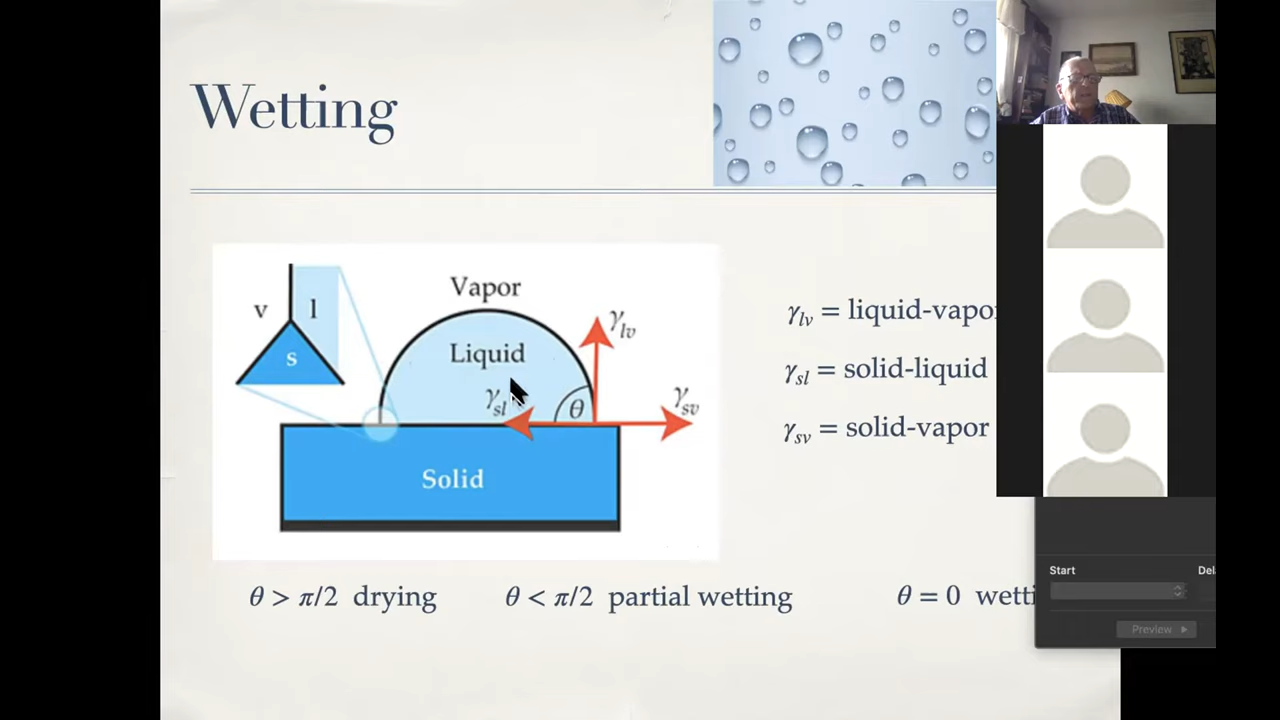 Wetting
Vapor
v
l
s
γlv
Liquid
γsl
θ
γsv
Solid
γlv = liquid-vapo
γsl = solid-liquid
γsv = solid-vapor
θ > π/2 drying
θ < π/2 partial wetting
θ = 0 wetti
Start
Del
Preview